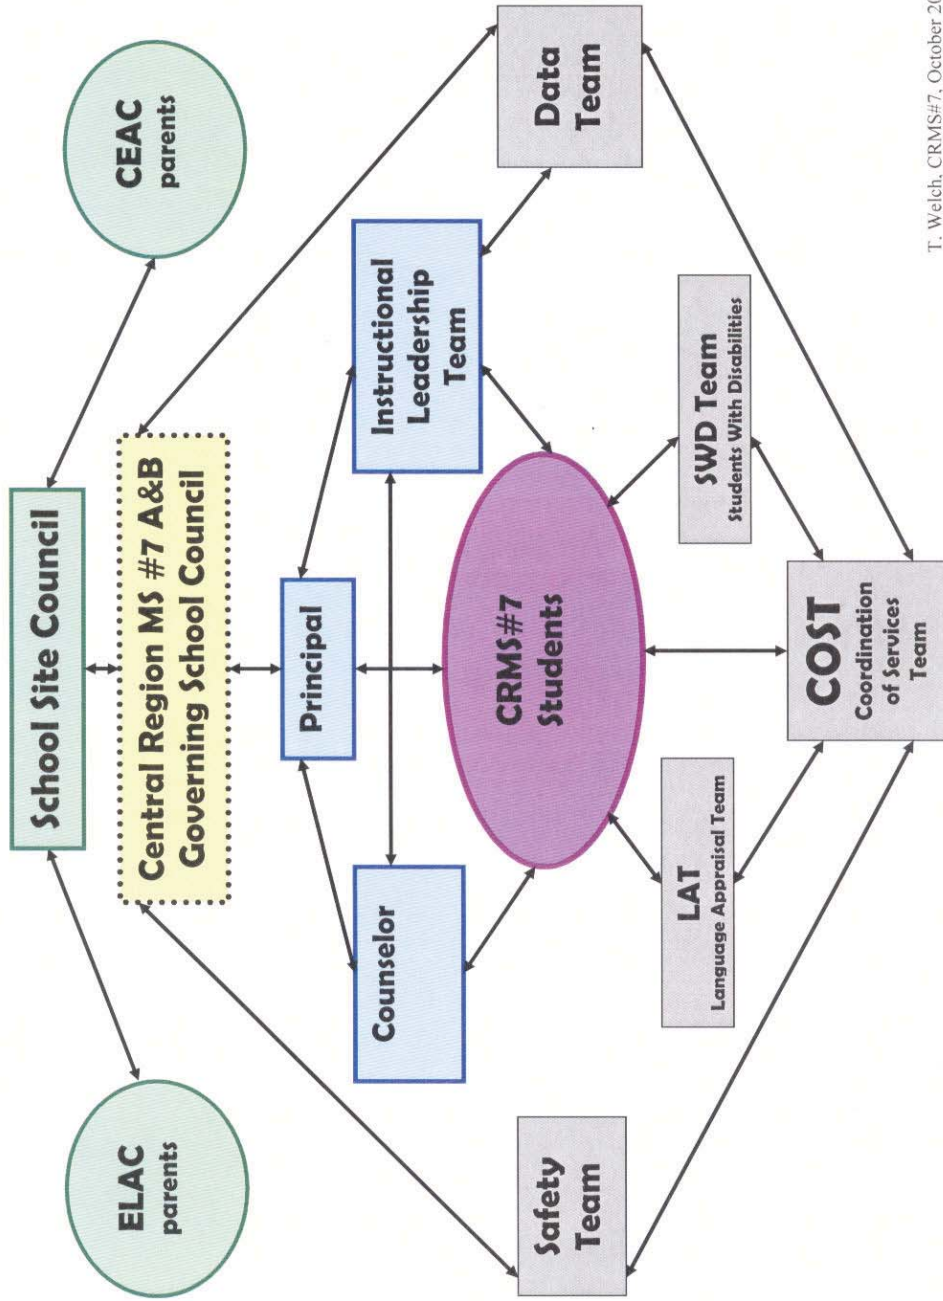 School Site Council
ELAC
parents
CEAC
parents
Central Region MS #7 A&B
Governing School Council
Principal
Counselor
Instructional
Leadership
Team
CRMS#7
Students
Safety
Team
Data
Team
LAT
Language Appraisal Team
SWD Team
Students With Disabilities
COST
Coordination
of Services
Team
T. Welch, CRMS#7, October 20